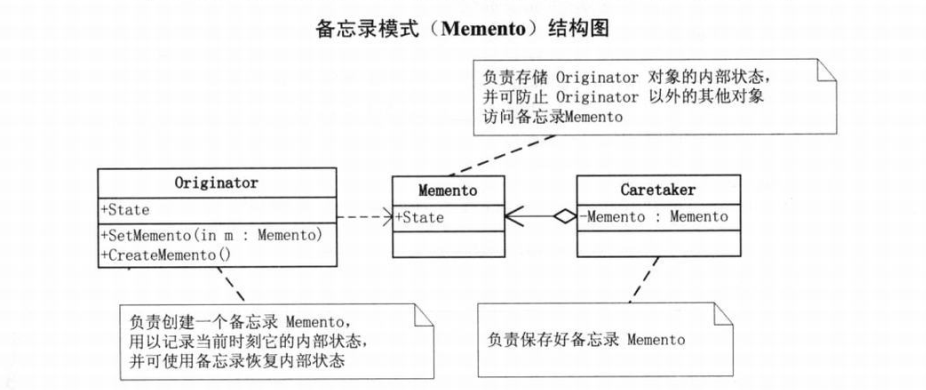 备忘录模式（Memento）结构图
负责存储 Originator 对象的内部状态，
并可防止 Originator 以外的其他对象
访问备忘录Memento
Originator
+State
+SetMemento(in m : Memento)
+CreateMemento()
Memento
+State
Caretaker
-Memento : Memento
负责创建一个备忘录 Memento，
用以记录当前时刻它的内部状态，
并可使用备忘录恢复内部状态
负责保存好备忘录 Memento